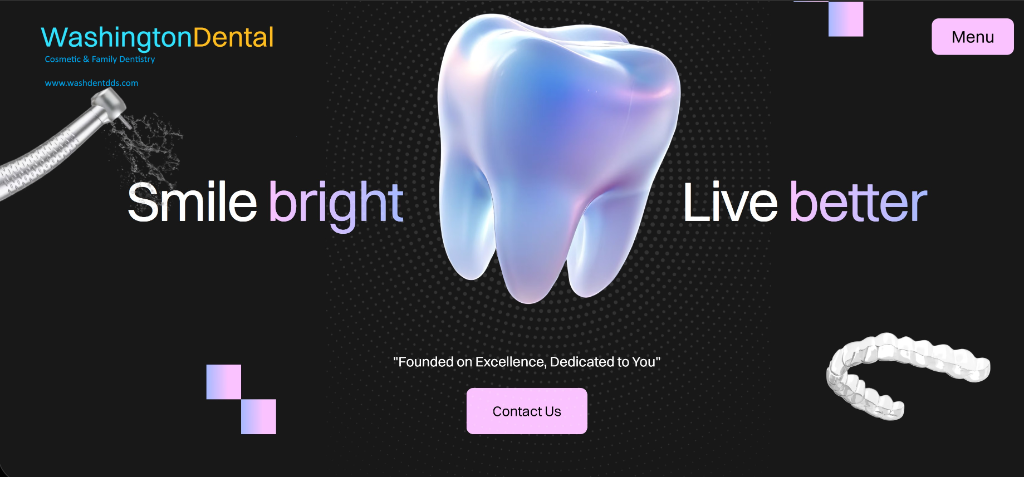 WashingtonDental
Cosmetic & Family Dentistry
www.washdentdds.com
Menu
Smile bright
Live better
"Founded on Excellence, Dedicated to You"
Contact Us